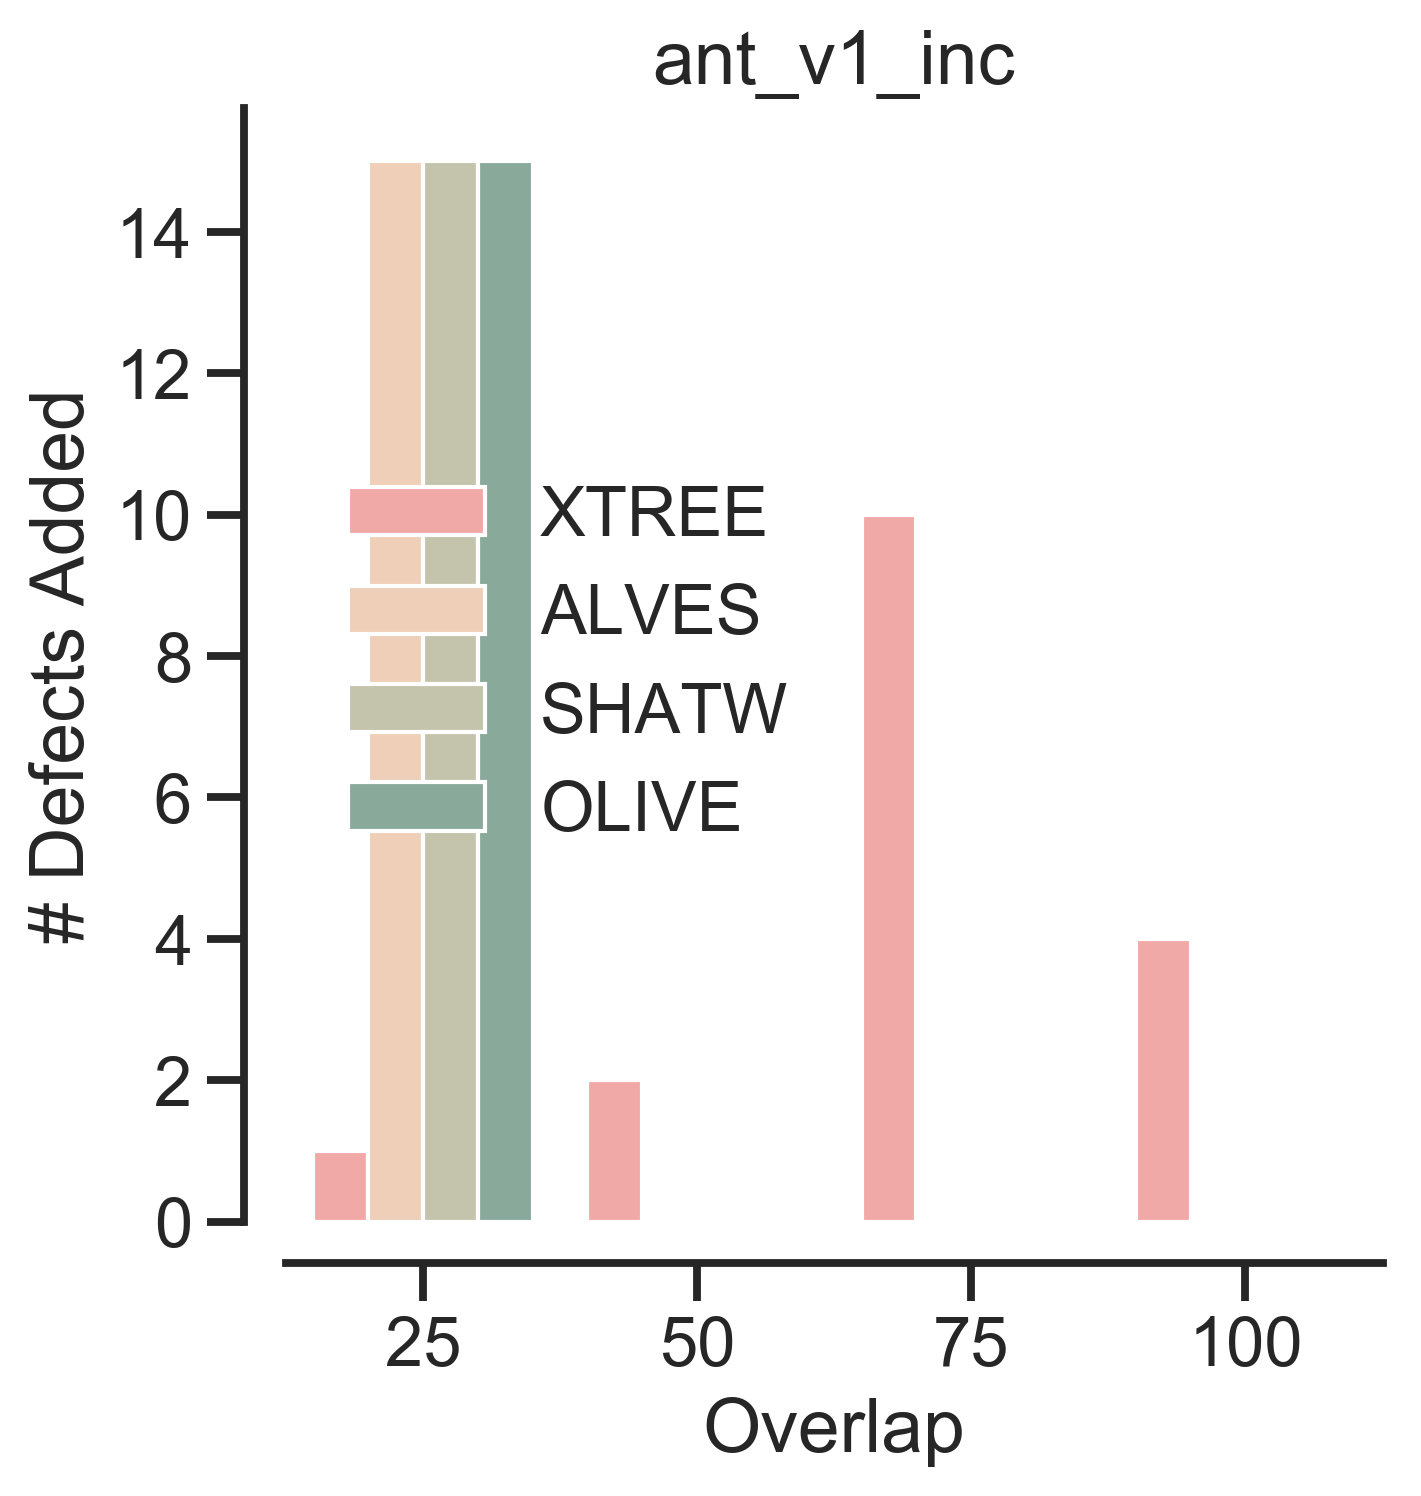 ant_v1_inc
# Defects Added
14
12
10
8
6
4
2
0
XTREE
ALVES
SHATW
OLIVE
25 50 75 100
Overlap